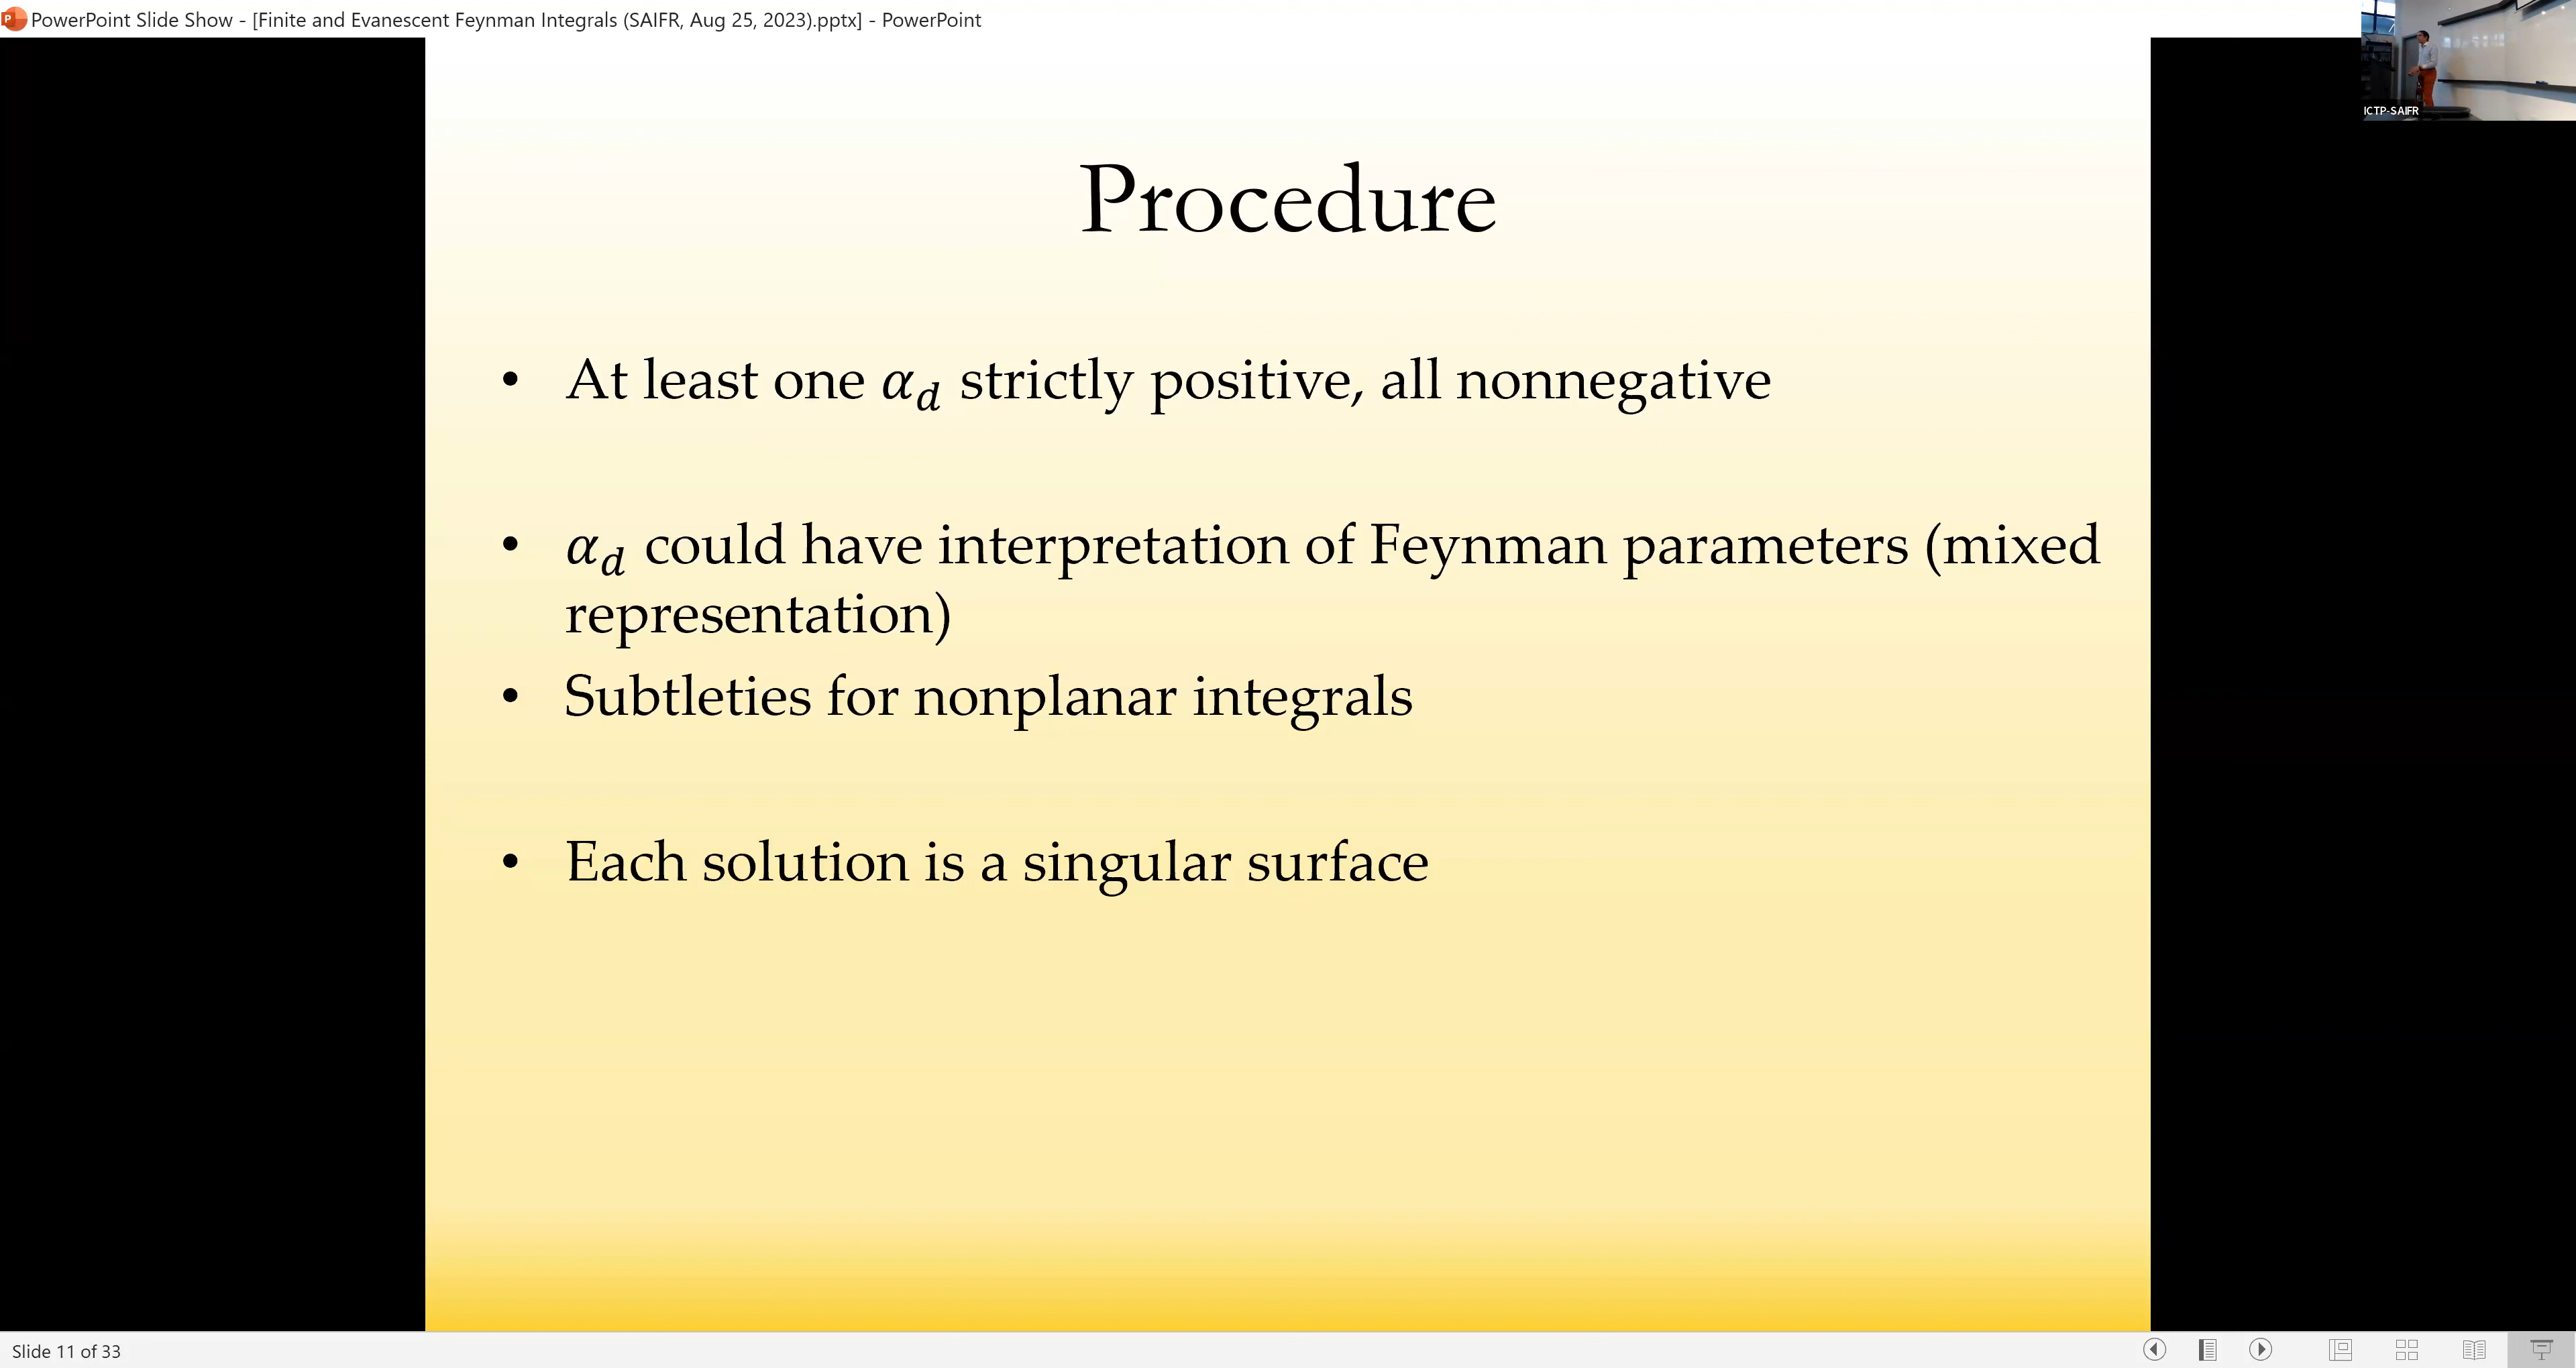 PowerPoint Slide Show - [Finite and Evanescent Feynman Integrals (SAIFR, Aug 25, 2023).pptx] - PowerPoint
ICTP-SAIFR
Procedure
• At least one α_d strictly positive, all nonnegative
• α_d could have interpretation of Feynman parameters (mixed
representation)
• Subtleties for nonplanar integrals
• Each solution is a singular surface
Slide 11 of 33